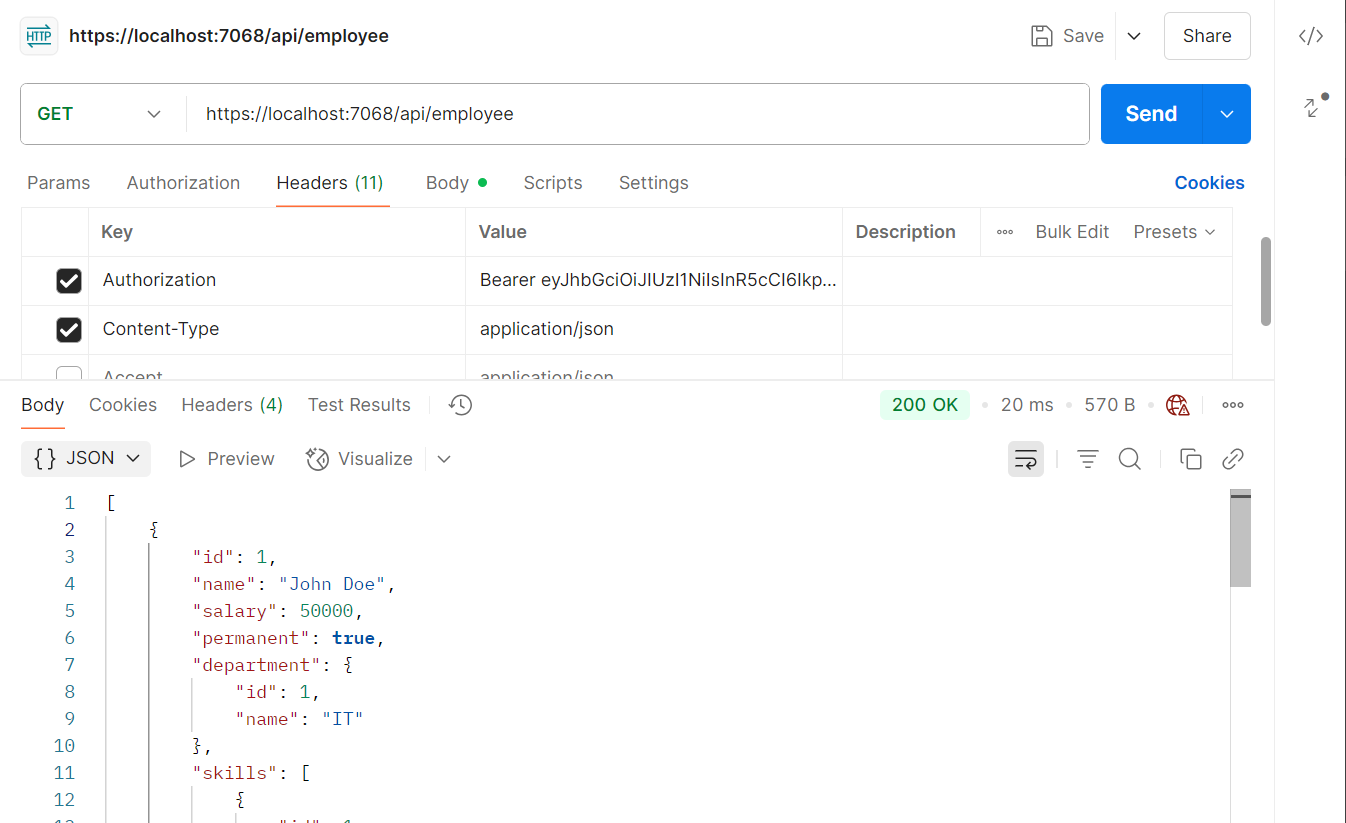 HTTP https://localhost:7068/api/employee Save Share
GET https://localhost:7068/api/employee Send
Params Authorization Headers (11) Body Scripts Settings Cookies
Key Value Description Bulk Edit Presets
Authorization Bearer eyJhbGciOiJIUzI1NiIsInR5cCI6Ikp...
Content-Type application/json
Accept application/json
Body Cookies Headers (4) Test Results 200 OK 20 ms 570 B
{} JSON Preview Visualize
1 [
2 {
3 "id": 1,
4 "name": "John Doe",
5 "salary": 50000,
6 "permanent": true,
7 "department": {
8 "id": 1,
9 "name": "IT"
10 },
11 "skills": [
12 {
13 "id": 1